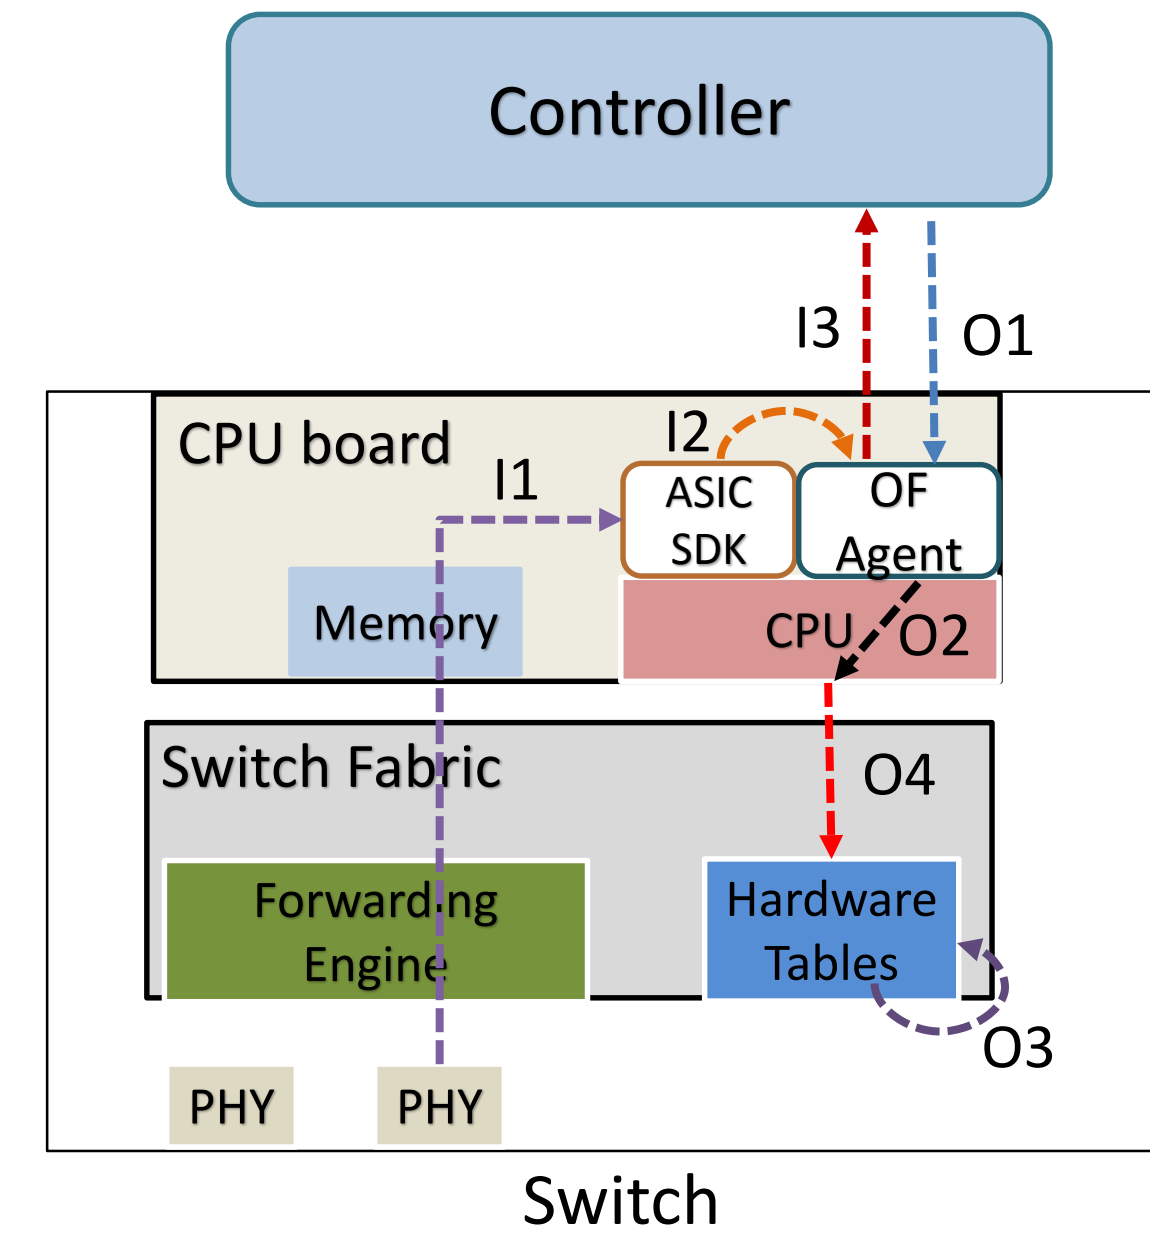 Controller
I3
O1
CPU board
I2
I1
ASIC
SDK
OF
Agent
Memory
CPU
O2
Switch Fabric
O4
Forwarding
Engine
Hardware
Tables
O3
PHY
PHY
Switch